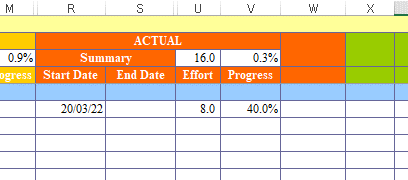 M R S U V W X
ACTUAL
0.9% Summary 16.0 0.3%
ogress Start Date End Date Effort Progress
20/03/22 8.0 40.0%